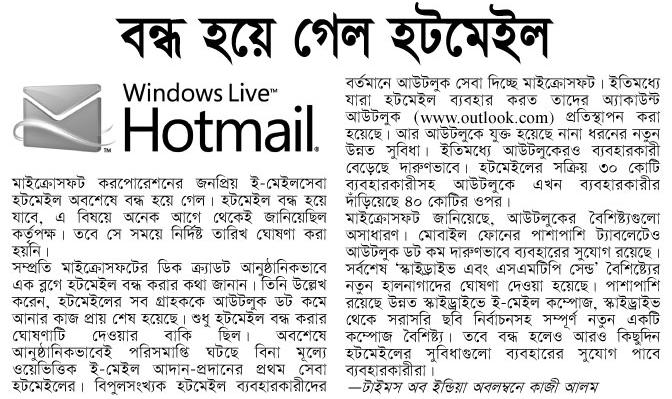 বন্ধ হয়ে গেল হটমেইল
Windows Live™
Hotmail®
মাইক্রোসফট করপোরেশনের জনপ্রিয় ই-মেইলসেবা
হটমেইল অবশেষে বন্ধ হয়ে গেল। হটমেইল বন্ধ হয়ে
যাবে, এ বিষয়ে অনেক আগে থেকেই জানিয়েছিল
কর্তৃপক্ষ। তবে সে সময়ে নির্দিষ্ট তারিখ ঘোষণা করা
হয়নি।
সম্প্রতি মাইক্রোসফটের ডিক ক্র্যাডট আনুষ্ঠানিকভাবে
এক ব্লগে হটমেইল বন্ধ করার কথা জানান। তিনি উল্লেখ
করেন, হটমেইলের সব গ্রাহককে আউটলুক ডট কমে
আনার কাজ প্রায় শেষ হয়েছে। শুধু হটমেইল বন্ধ করার
ঘোষণাটি দেওয়ার বাকি ছিল। অবশেষে
আনুষ্ঠানিকভাবেই পরিসমাপ্তি ঘটছে বিনা মূল্যে
ওয়েভিত্তিক ই-মেইল আদান-প্রদানের প্রথম সেবা
হটমেইলের। বিপুলসংখ্যক হটমেইল ব্যবহারকারীদের
বর্তমানে আউটলুক সেবা দিচ্ছে মাইক্রোসফট। ইতিমধ্যে
যারা হটমেইল ব্যবহার করত তাদের অ্যাকাউন্ট
আউটলুক (www.outlook.com) প্রতিস্থাপন করা
হয়েছে। আর আউটলুকে যুক্ত হয়েছে নানা ধরনের নতুন
উন্নত সুবিধা। ইতিমধ্যে আউটলুকেরও ব্যবহারকারী
বেড়েছে দারুণভাবে। হটমেইলের সক্রিয় ৩০ কোটি
ব্যবহারকারীসহ আউটলুকে এখন ব্যবহারকারীর
দাঁড়িয়েছে ৪০ কোটির ওপর।
মাইক্রোসফট জানিয়েছে, আউটলুকের বৈশিষ্ট্যগুলো
অসাধারণ। মোবাইল ফোনের পাশাপাশি ট্যাবলেটেও
আউটলুক ডট কম দারুণভাবে ব্যবহারের সুযোগ রয়েছে।
সর্বশেষ ‘স্কাইড্রাইভ এবং এসএমটিপি সেন্ড’ বৈশিষ্ট্যের
নতুন হালনাগাদের ঘোষণা দেওয়া হয়েছে। পাশাপাশি
রয়েছে উন্নত স্কাইড্রাইভে ই-মেইল কম্পোজ, স্কাইড্রাইভ
থেকে সরাসরি ছবি নির্বাচনসহ সম্পূর্ণ নতুন একটি
কম্পোজ বৈশিষ্ট্য। তবে বন্ধ হলেও আরও কিছুদিন
হটমেইলের সুবিধাগুলো ব্যবহারের সুযোগ পাবে
ব্যবহারকারীরা।
—টাইমস অব ইন্ডিয়া অবলম্বনে কাজী আলম